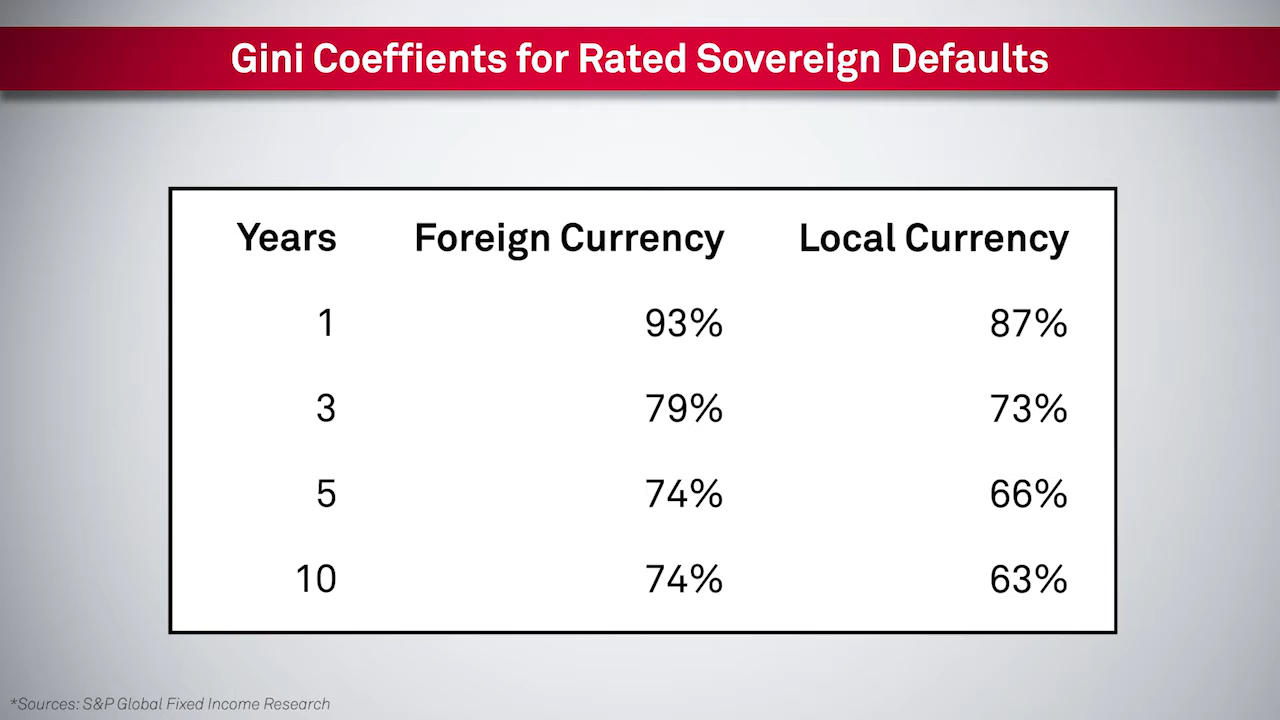 Gini Coeffients for Rated Sovereign Defaults
Years Foreign Currency Local Currency
1 93% 87%
3 79% 73%
5 74% 66%
10 74% 63%
*Sources: S&P Global Fixed Income Research